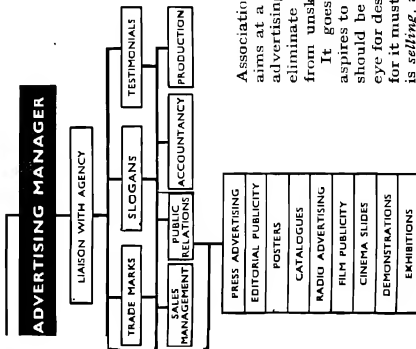 ADVERTISING MANAGER
LIAISON WITH AGENCY
TRADE MARKS
SLOGANS
TESTIMONIALS
SALES
MANAGEMENT
PUBLIC
RELATIONS
ACCOUNTANCY
PRODUCTION
PRESS ADVERTISING
EDITORIAL PUBLICITY
POSTERS
CATALOGUES
RADIO ADVERTISING
FILM PUBLICITY
CINEMA SLIDES
DEMONSTRATIONS
EXHIBITIONS
Association
aims at a
advertising
eliminate
from unsk
It goes
aspires to
should be
eye for des
for it must
is selling,